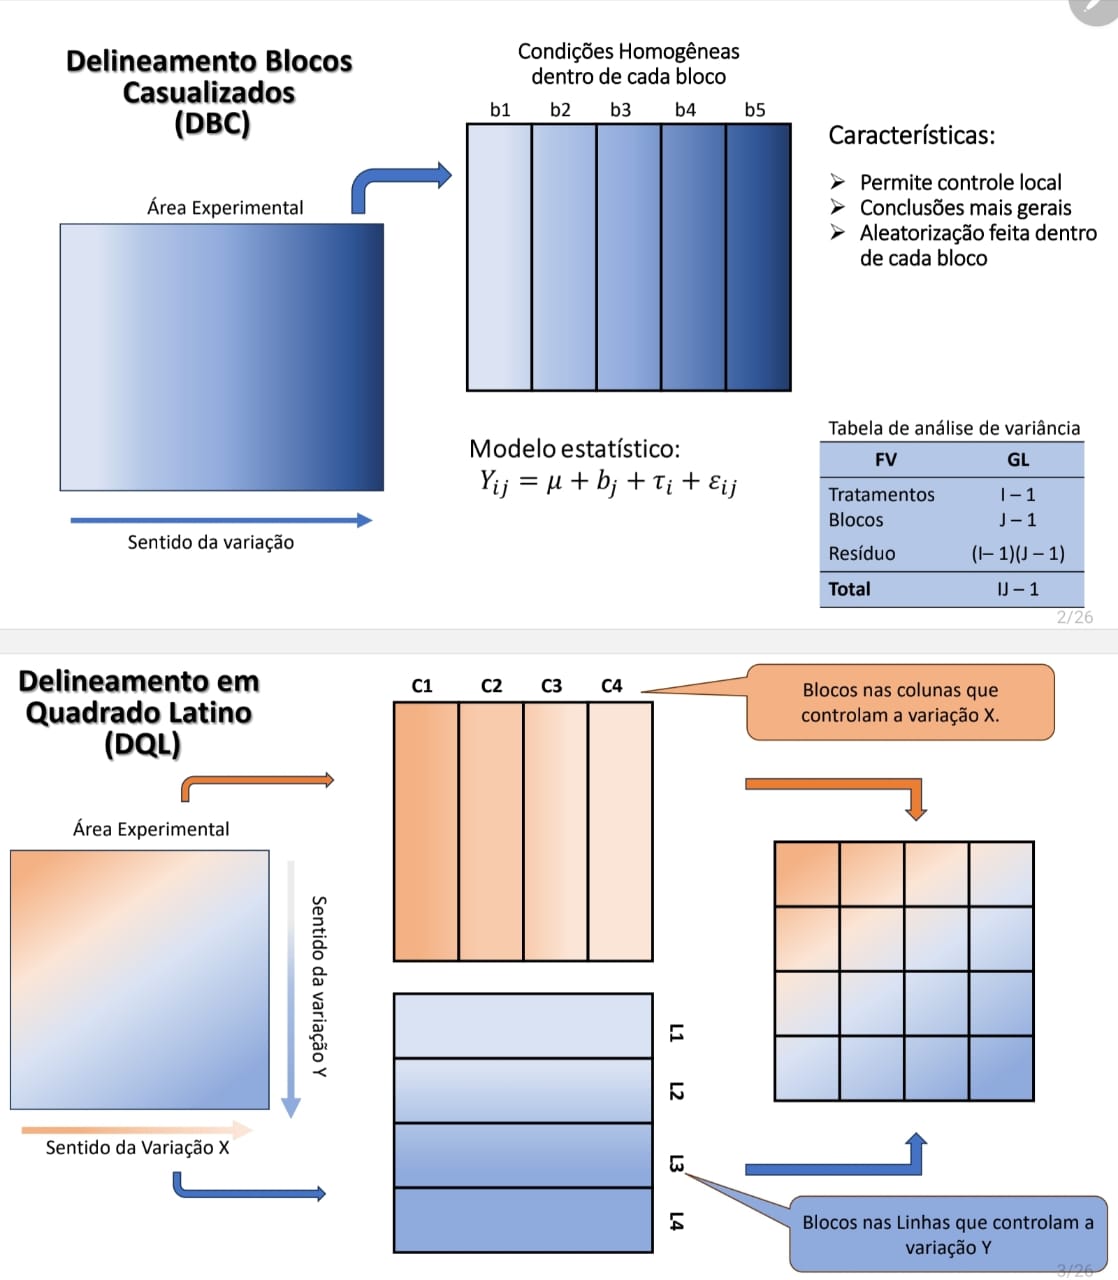 Delineamento Blocos
Casualizados
(DBC)
Condições Homogêneas
dentro de cada bloco
b1 b2 b3 b4 b5
Área Experimental
Sentido da variação
Características:
➢ Permite controle local
➢ Conclusões mais gerais
➢ Aleatorização feita dentro
de cada bloco
Modelo estatístico:
Y_{ij} = μ + b_j + τ_i + ε_{ij}
Tabela de análise de variância
FV GL
Tratamentos I – 1
Blocos J – 1
Resíduo (I– 1)(J – 1)
Total IJ – 1
2/26
Delineamento em
Quadrado Latino
(DQL)
Área Experimental
Sentido da variação Y
Sentido da Variação X
C1 C2 C3 C4
Blocos nas colunas que
controlam a variação X.
L1
L2
L3
L4
Blocos nas Linhas que controlam a
variação Y
3/26